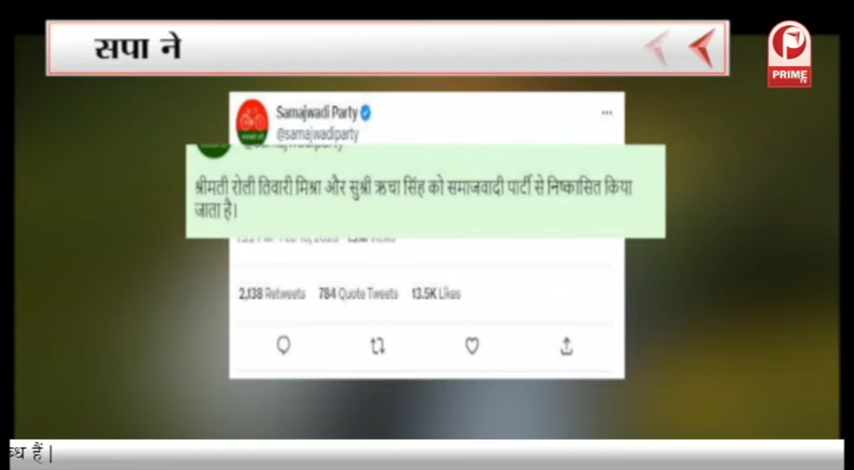 सपा ने
PRIME
TV
Samajwadi Party
@samajwadiparty
श्रीमती रोली तिवारी मिश्रा और सुश्री ऋचा सिंह को समाजवादी पार्टी से निष्कासित किया
जाता है।
2,138 Retweets 784 Quote Tweets 13.5K Likes
ब्ध हैं |